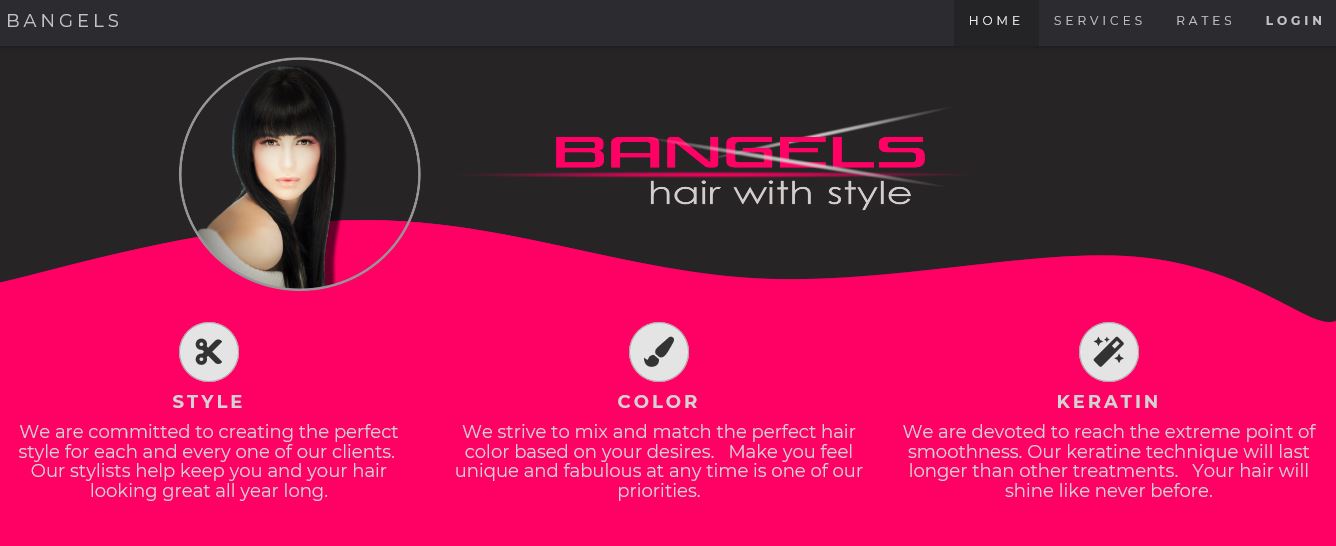 BANGELS
HOME SERVICES RATES LOGIN
BANGELS
hair with style
STYLE
We are committed to creating the perfect
style for each and every one of our clients.
Our stylists help keep you and your hair
looking great all year long.
COLOR
We strive to mix and match the perfect hair
color based on your desires. Make you feel
unique and fabulous at any time is one of our
priorities.
KERATIN
We are devoted to reach the extreme point of
smoothness. Our keratine technique will last
longer than other treatments. Your hair will
shine like never before.